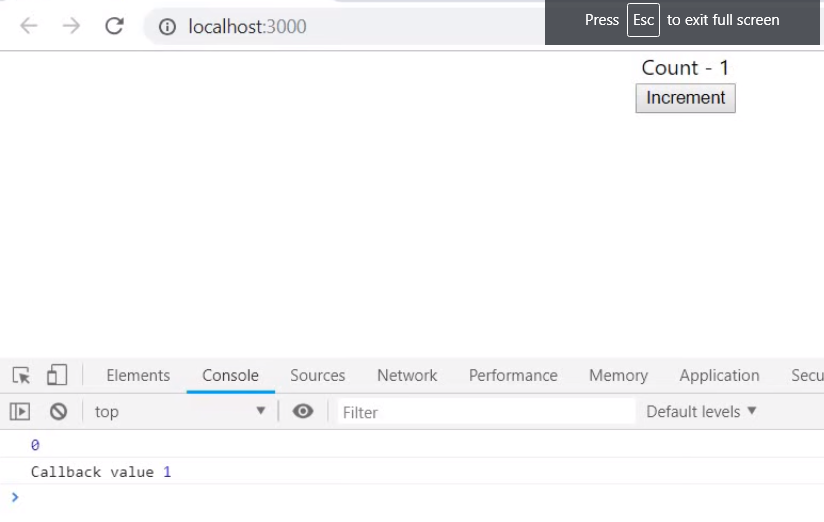 localhost:3000
Press Esc to exit full screen
Count - 1
Increment
Elements Console Sources Network Performance Memory Application Secu
top Filter Default levels
0
Callback value 1